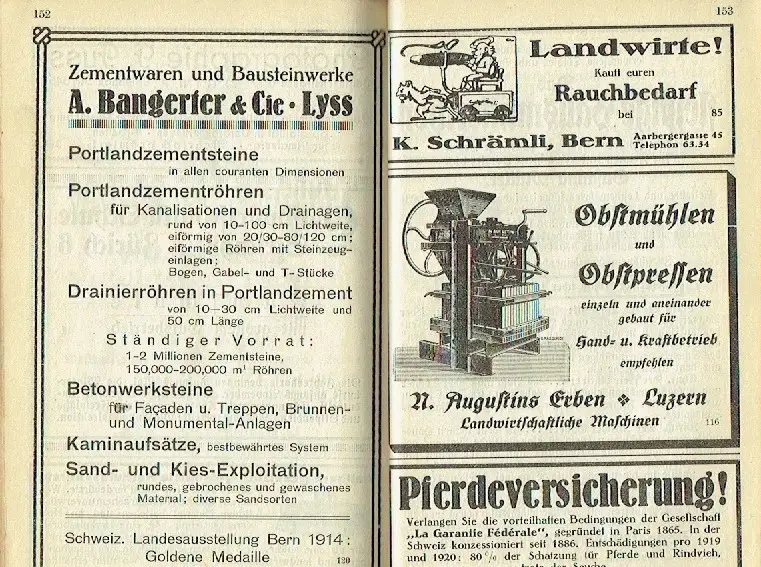 152
Zementwaren und Bausteinwerke
A. Bangerter & Cie · Lyss
Portlandzementsteine
in allen couranten Dimensionen
Portlandzementröhren
für Kanalisationen und Drainagen,
rund von 10-100 cm Lichtweite,
eiförmig von 20/30-80/120 cm;
eiförmige Röhren mit Steinzeug-
einlagen;
Bogen, Gabel- und T-Stücke
Drainierröhren in Portlandzement
von 10—30 cm Lichtweite und
50 cm Länge
Ständiger Vorrat:
1-2 Millionen Zementsteine,
150,000-200,000 m' Röhren
Betonwerksteine
für Façaden u. Treppen, Brunnen-
und Monumental-Anlagen
Kaminaufsätze, bestbewährtes System
Sand- und Kies-Exploitation,
rundes, gebrochenes und gewaschenes
Material; diverse Sandsorten
Schweiz. Landesausstellung Bern 1914:
Goldene Medaille
120
153
Landwirte!
Kauft euren
Rauchbedarf
bei
85
K. Schrämli, Bern
Aarbergergasse 45
Telephon 63.34
Obstmühlen
und
Obstpressen
einzeln und aneinander
gebaut für
Hand- u. Kraftbetrieb
empfehlen
N. Augustins Erben ❖ Luzern
Landwirtschaftliche Maschinen
116
Pferdeversicherung!
Verlangen Sie die vorteilhaften Bedingungen der Gesellschaft
„La Garantie Fédérale“, gegründet in Paris 1865. In der
Schweiz konzessioniert seit 1886. Entschädigungen pro 1919
und 1920: 80 % der Schatzung für Pferde und Rindvieh,